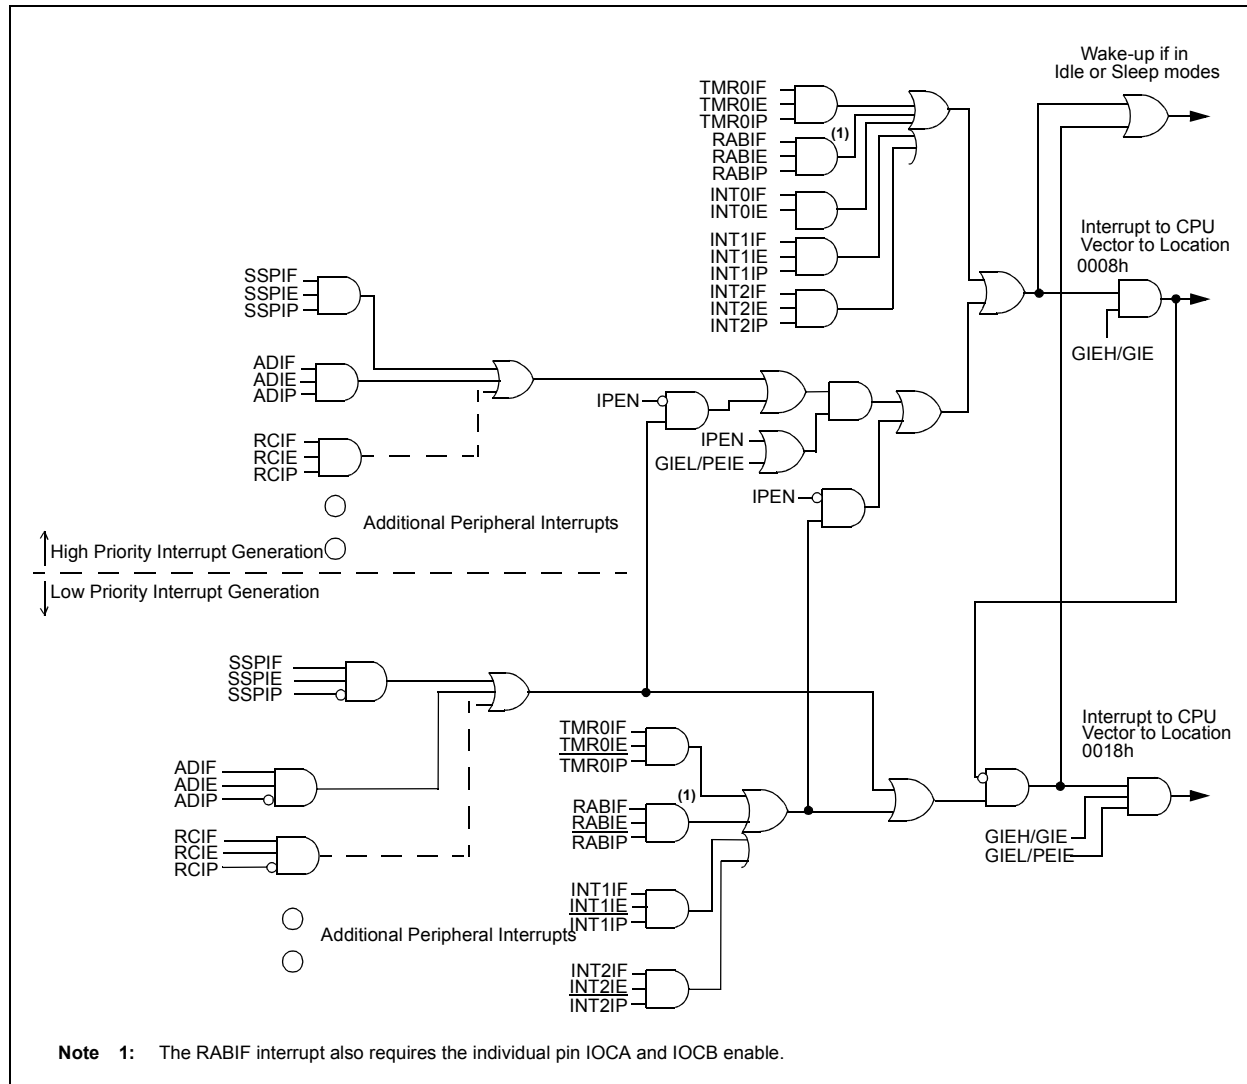 Wake-up if in
Idle or Sleep modes
TMR0IF
TMR0IE
TMR0IP
RABIF
RABIE
RABIP
(1)
INT0IF
INT0IE
INT1IF
INT1IE
INT1IP
INT2IF
INT2IE
INT2IP
Interrupt to CPU
Vector to Location
0008h
GIEH/GIE
SSPIF
SSPIE
SSPIP
ADIF
ADIE
ADIP
RCIF
RCIE
RCIP
IPEN
IPEN
GIEL/PEIE
IPEN
Additional Peripheral Interrupts
High Priority Interrupt Generation
Low Priority Interrupt Generation
SSPIF
SSPIE
SSPIP
ADIF
ADIE
ADIP
RCIF
RCIE
RCIP
Additional Peripheral Interrupts
TMR0IF
TMR0IE
TMR0IP
RABIF
RABIE
RABIP
(1)
INT1IF
INT1IE
INT1IP
INT2IF
INT2IE
INT2IP
Interrupt to CPU
Vector to Location
0018h
GIEH/GIE
GIEL/PEIE
Note 1: The RABIF interrupt also requires the individual pin IOCA and IOCB enable.